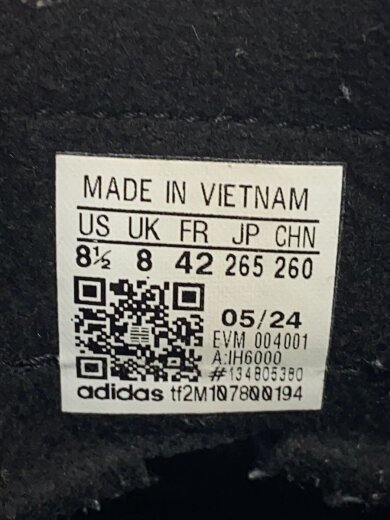 MADE IN VIETNAM
US UK FR JP CHN
8½ 8 42 265 260
05/24
EVM 004001
A:IH6000
#134805380
adidas tf2M107800194